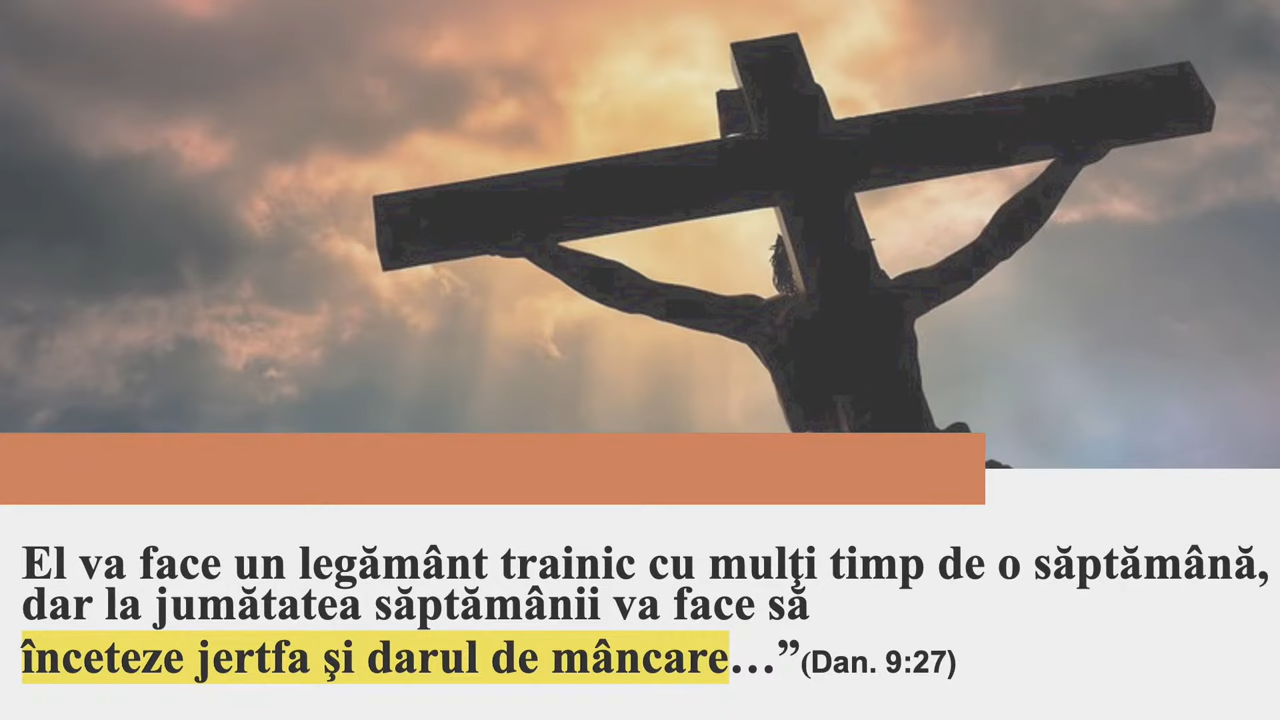 El va face un legământ trainic cu mulţi timp de o săptămână,
dar la jumătatea săptămânii va face să
înceteze jertfa şi darul de mâncare…”(Dan. 9:27)